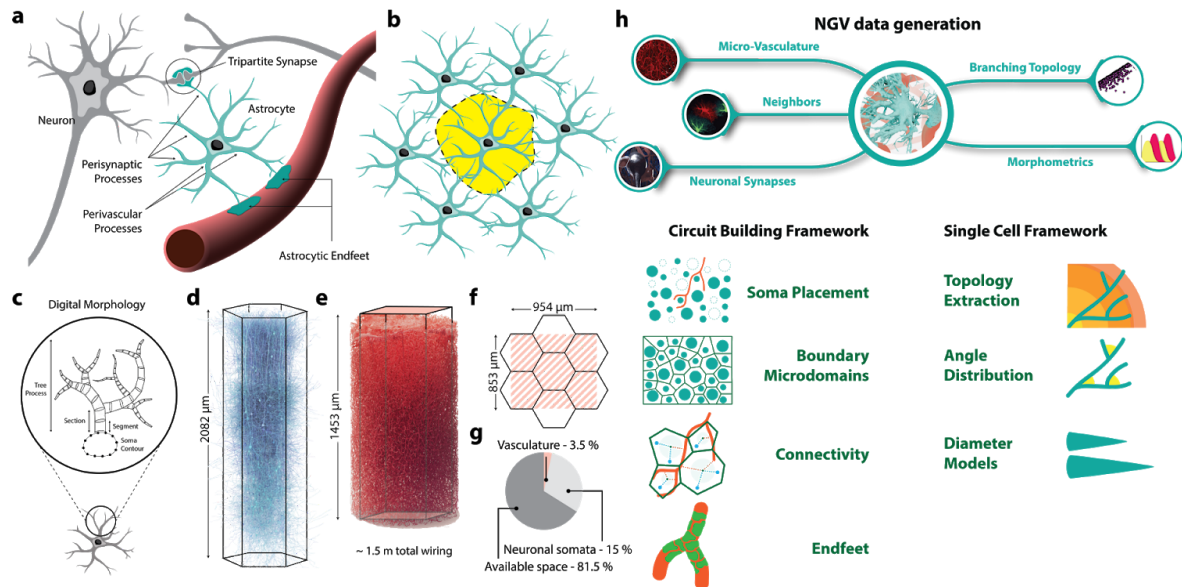 a
Neuron
Tripartite Synapse
Astrocyte
Perisynaptic
Processes
Perivascular
Processes
Astrocytic Endfeet
b
c
Digital Morphology
Tree
Process
Section
Segment
Soma
Contour
d
2082 μm
e
1453 μm
~ 1.5 m total wiring
f
954 μm
853 μm
g
Vasculature - 3.5 %
Neuronal somata - 15 %
Available space - 81.5 %
h
NGV data generation
Micro-Vasculature
Neighbors
Neuronal Synapses
Branching Topology
Morphometrics
Circuit Building Framework
Soma Placement
Boundary
Microdomains
Connectivity
Endfeet
Single Cell Framework
Topology
Extraction
Angle
Distribution
Diameter
Models